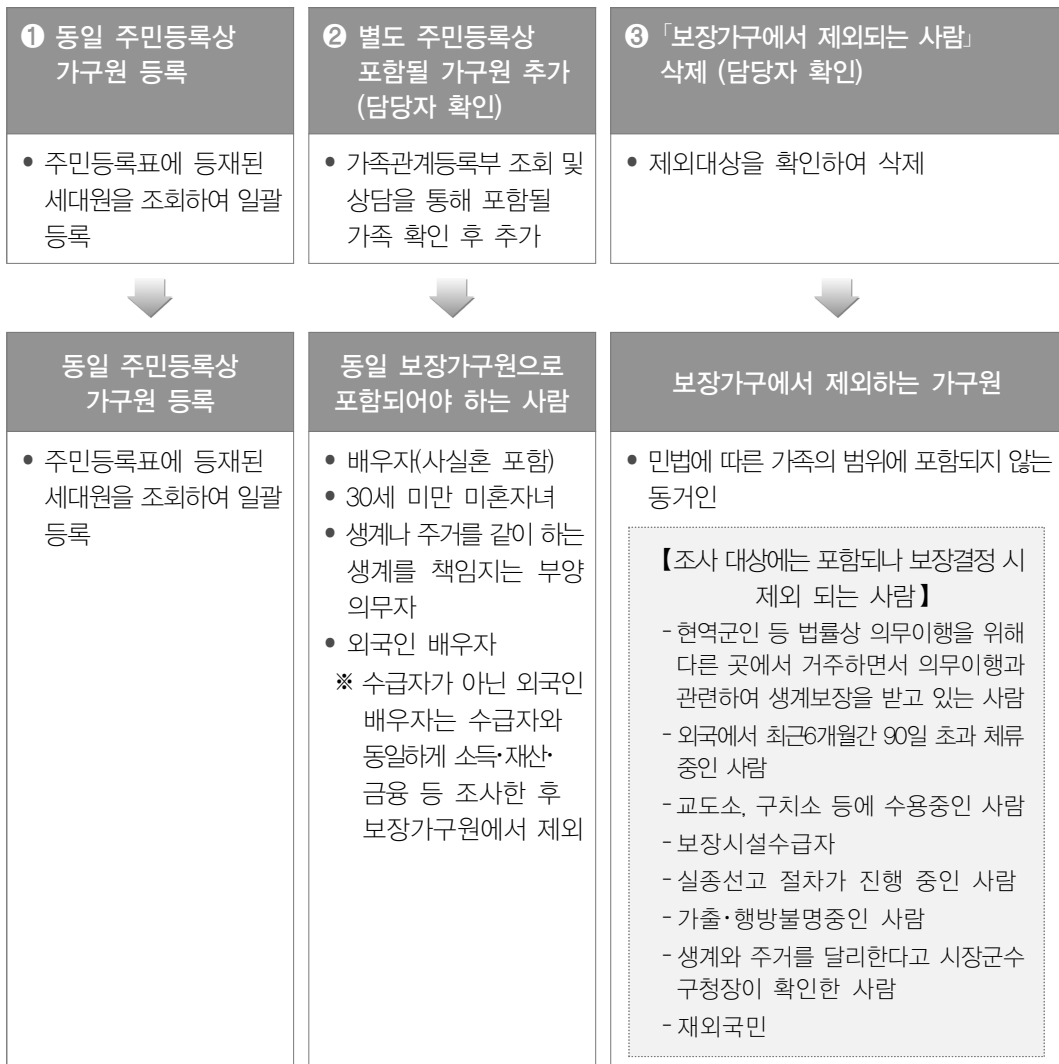 ❶ 동일 주민등록상
가구원 등록
❷ 별도 주민등록상
포함될 가구원 추가
(담당자 확인)
❸ 「보장가구에서 제외되는 사람」
삭제 (담당자 확인)
• 주민등록표에 등재된
세대원을 조회하여 일괄
등록
• 가족관계등록부 조회 및
상담을 통해 포함될
가족 확인 후 추가
• 제외대상을 확인하여 삭제
동일 주민등록상
가구원 등록
동일 보장가구원으로
포함되어야 하는 사람
보장가구에서 제외하는 가구원
• 주민등록표에 등재된
세대원을 조회하여 일괄
등록
• 배우자(사실혼 포함)
• 30세 미만 미혼자녀
• 생계나 주거를 같이 하는
생계를 책임지는 부양
의무자
• 외국인 배우자
※ 수급자가 아닌 외국인
배우자는 수급자와
동일하게 소득·재산·
금융 등 조사한 후
보장가구원에서 제외
• 민법에 따른 가족의 범위에 포함되지 않는
동거인
【조사 대상에는 포함되나 보장결정 시
제외 되는 사람】
- 현역군인 등 법률상 의무이행을 위해
다른 곳에서 거주하면서 의무이행과
관련하여 생계보장을 받고 있는 사람
- 외국에서 최근6개월간 90일 초과 체류
중인 사람
- 교도소, 구치소 등에 수용중인 사람
- 보장시설수급자
- 실종선고 절차가 진행 중인 사람
- 가출·행방불명중인 사람
- 생계와 주거를 달리한다고 시장군수
구청장이 확인한 사람
- 재외국민